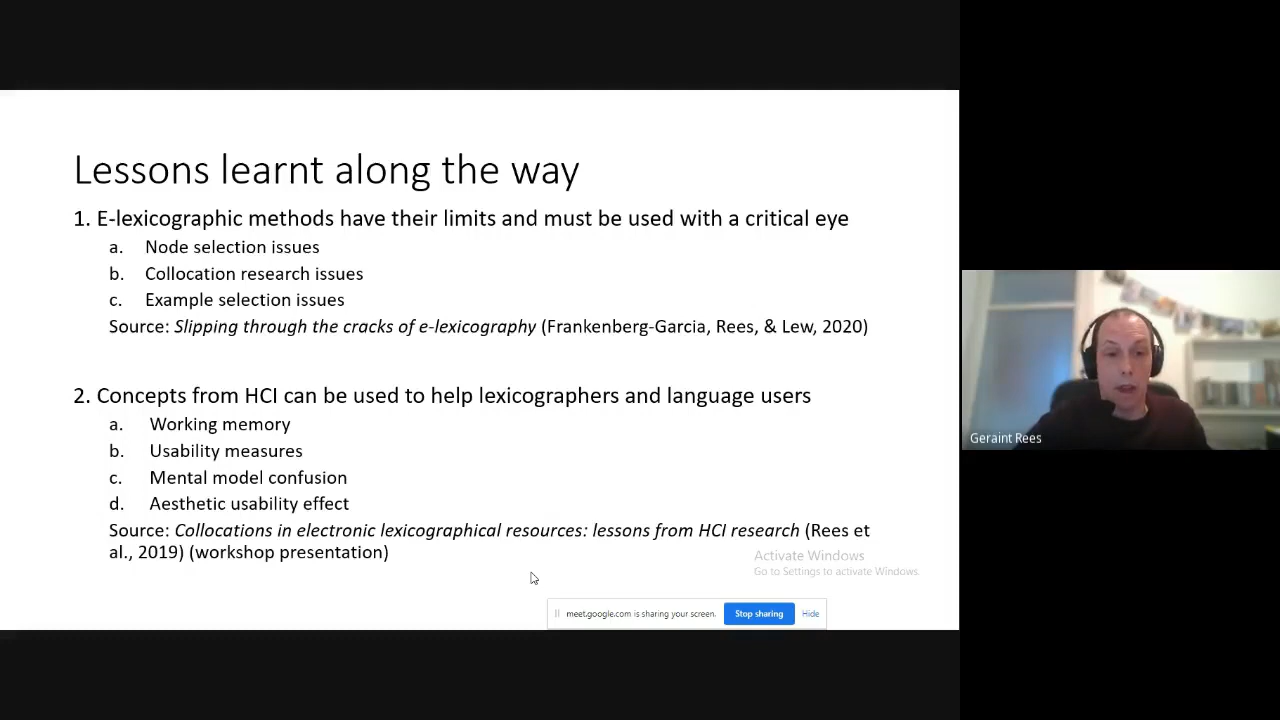 Lessons learnt along the way
1. E-lexicographic methods have their limits and must be used with a critical eye
a. Node selection issues
b. Collocation research issues
c. Example selection issues
Source: Slipping through the cracks of e-lexicography (Frankenberg-Garcia, Rees, & Lew, 2020)
2. Concepts from HCI can be used to help lexicographers and language users
a. Working memory
b. Usability measures
c. Mental model confusion
d. Aesthetic usability effect
Source: Collocations in electronic lexicographical resources: lessons from HCI research (Rees et
al., 2019) (workshop presentation)
Activate Windows
Go to Settings to activate Windows.
meet.google.com is sharing your screen. Stop sharing Hide
Geraint Rees